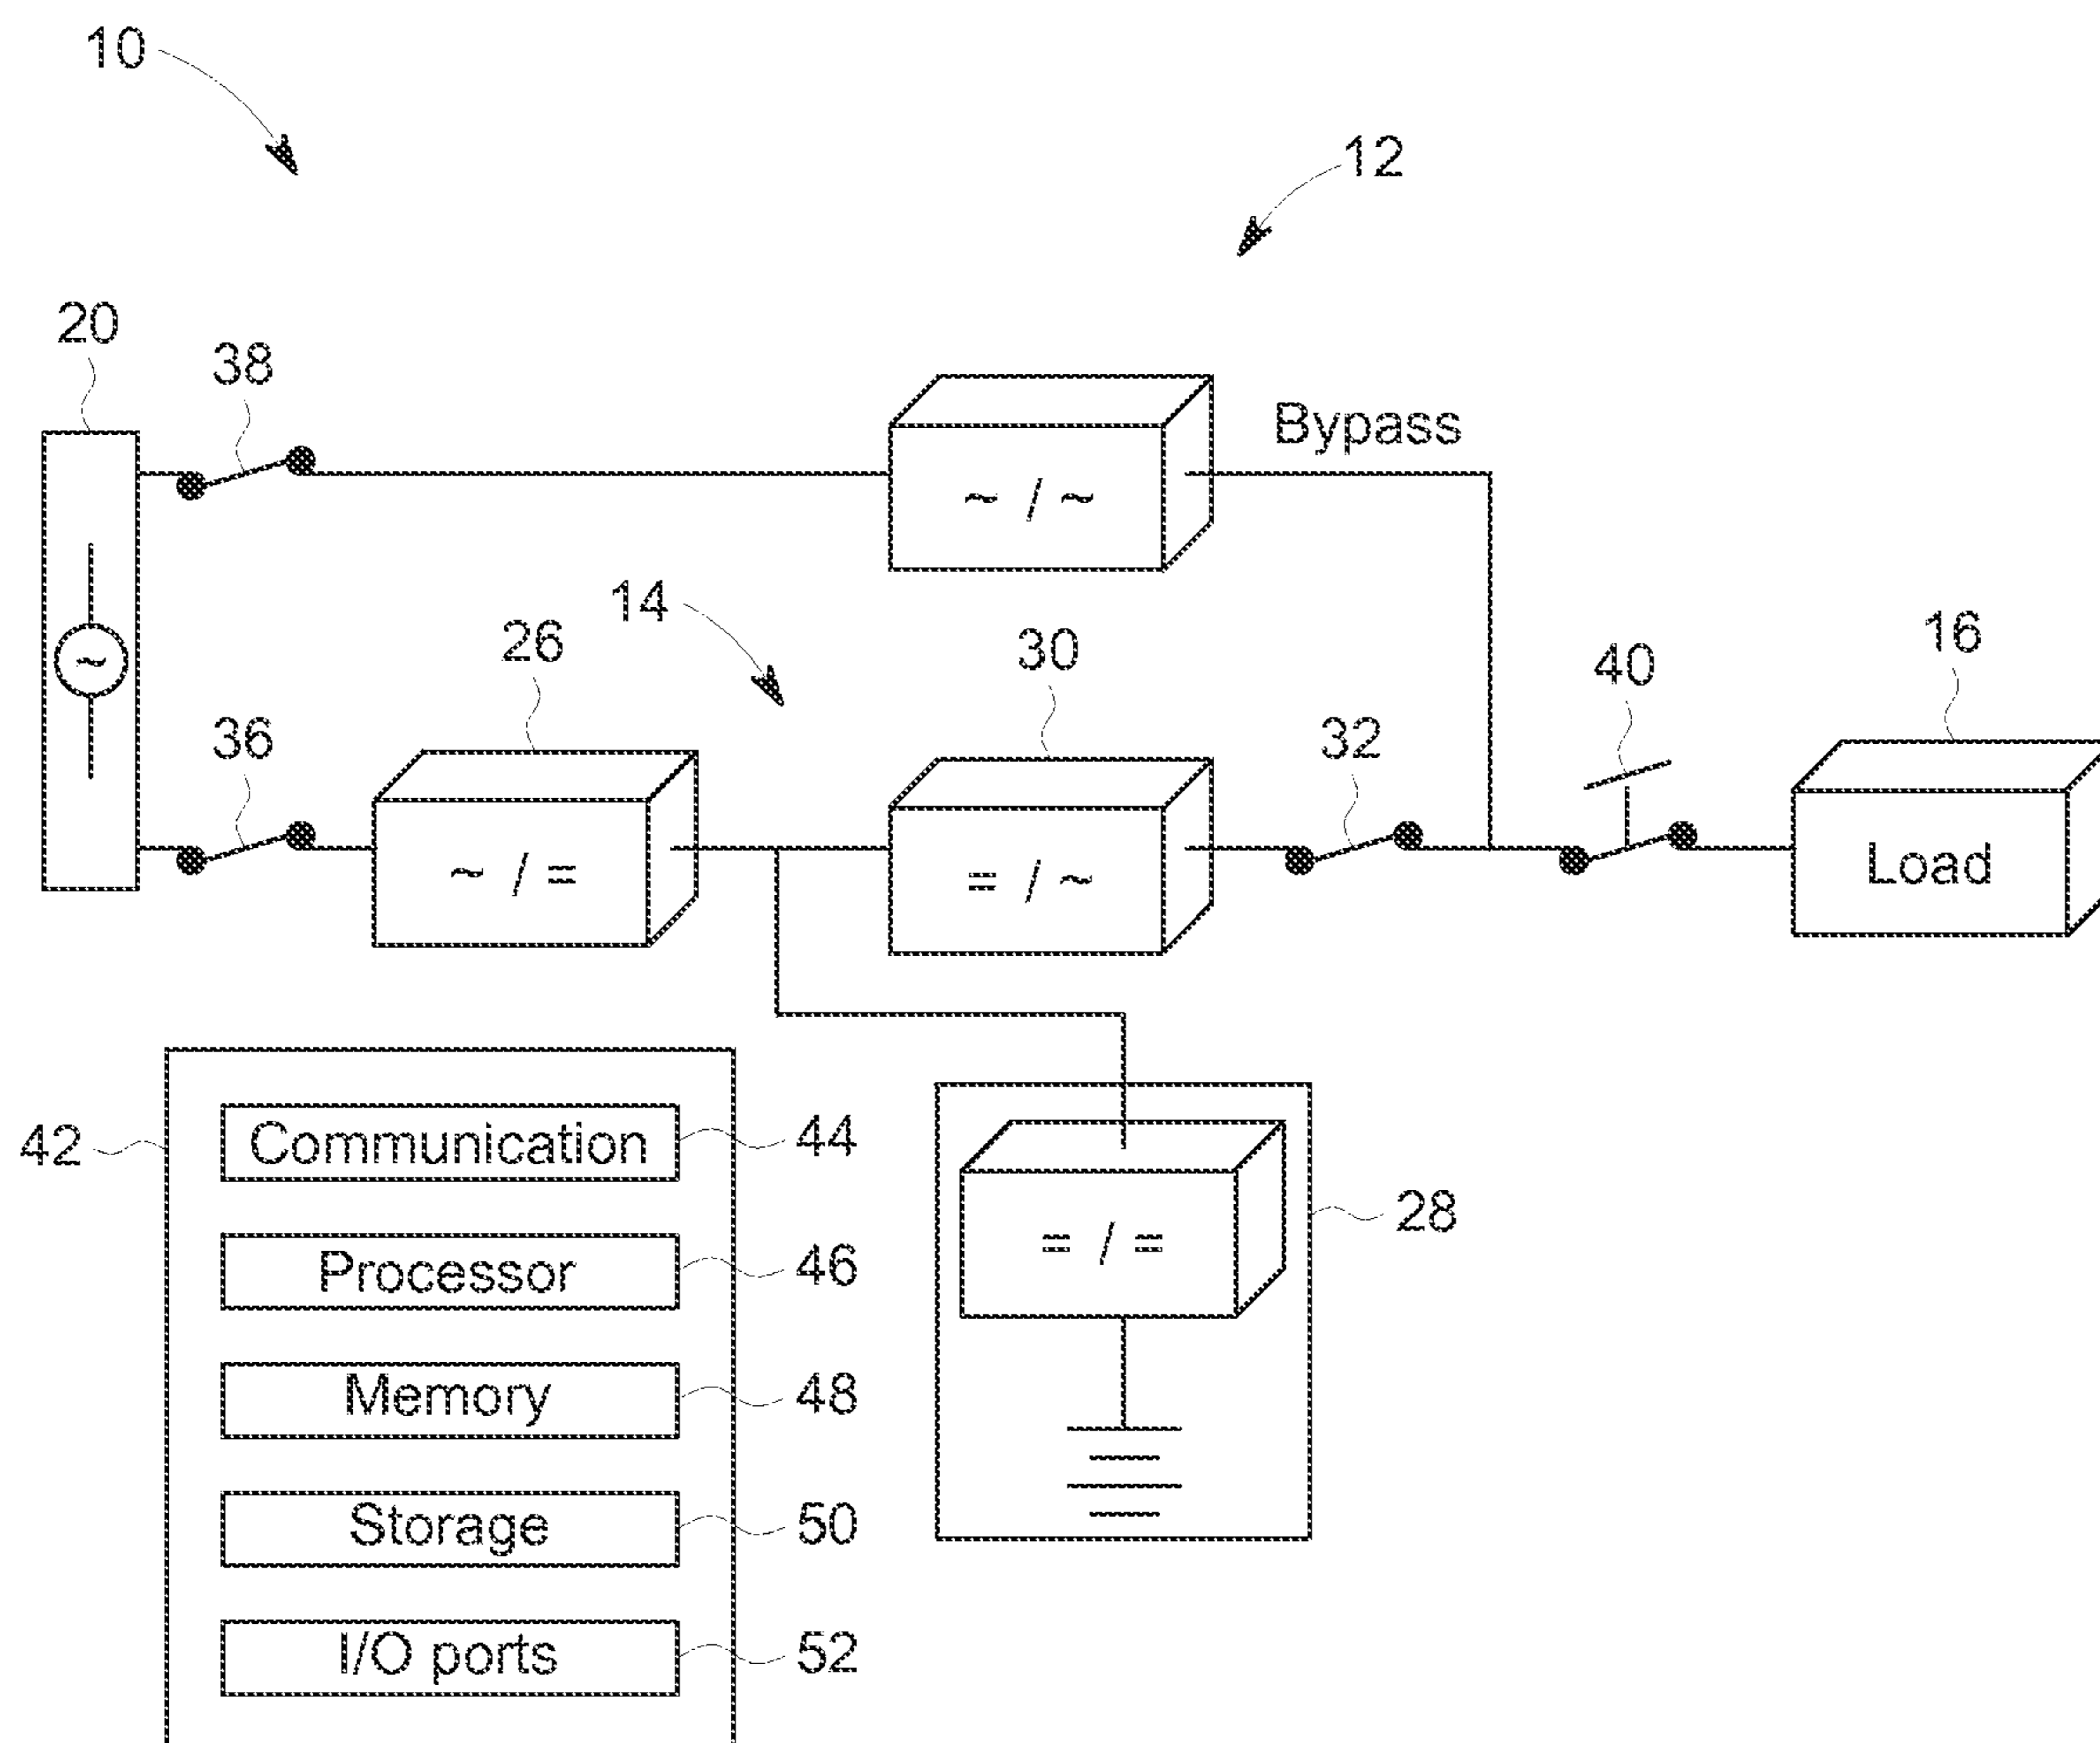 10
12
20
38
Bypass
~ / ~
14
26
30
16
40
36
32
~
~ / =
= / ~
Load
42
Communication 44
Processor 46
= / =
28
Memory 48
Storage 50
I/O ports 52